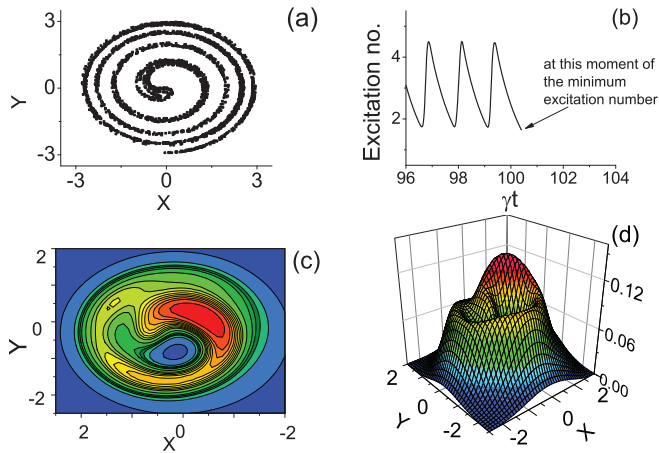 (a)
3
0
-3
Y
-3 0 3
X
(b)
Excitation no.
4
2
at this moment of
the minimum
excitation number
96 98 100 102 104
γt
(c)
2
0
-2
Y
2 0 -2
X
(d)
0.12
0.06
0.00
2
0
-2
Y
-2
0
2
X